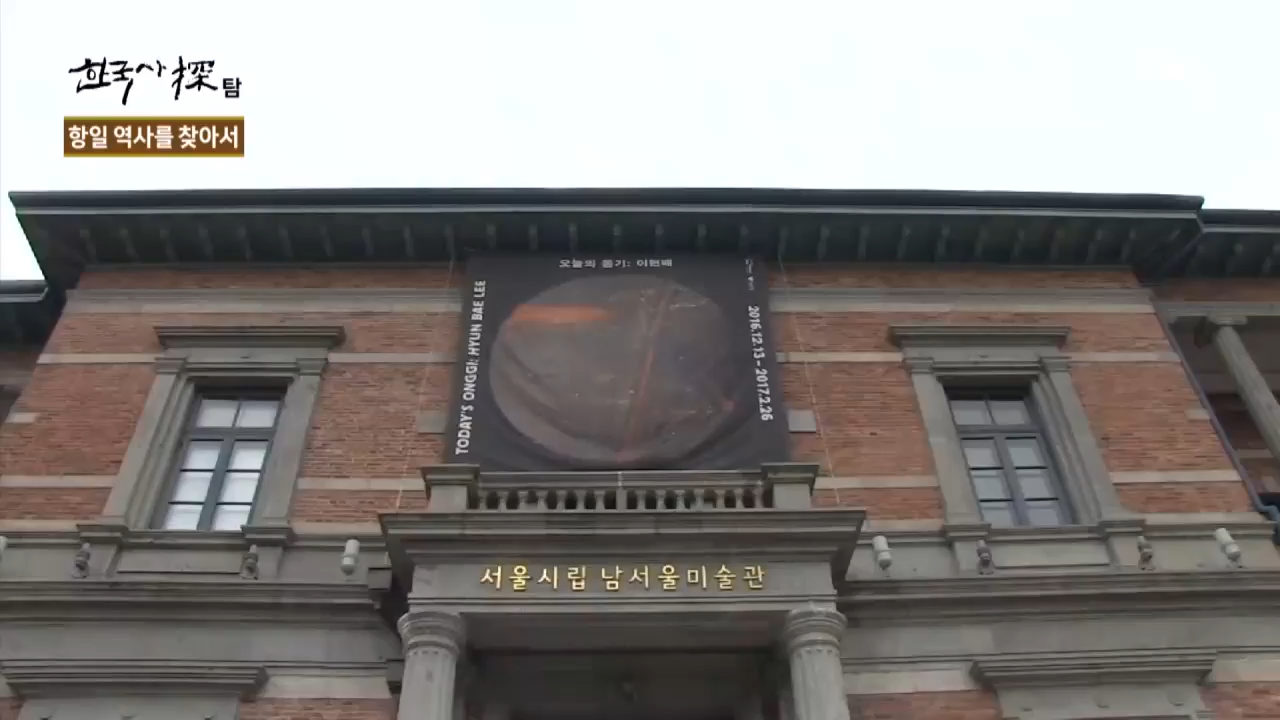 한국사 探 탐
항일 역사를 찾아서
오늘의 옹기: 이현배
TODAY'S ONGGI: HYUN BAE LEE
2016.12.13 - 2017.2.26
서울시립 남서울미술관